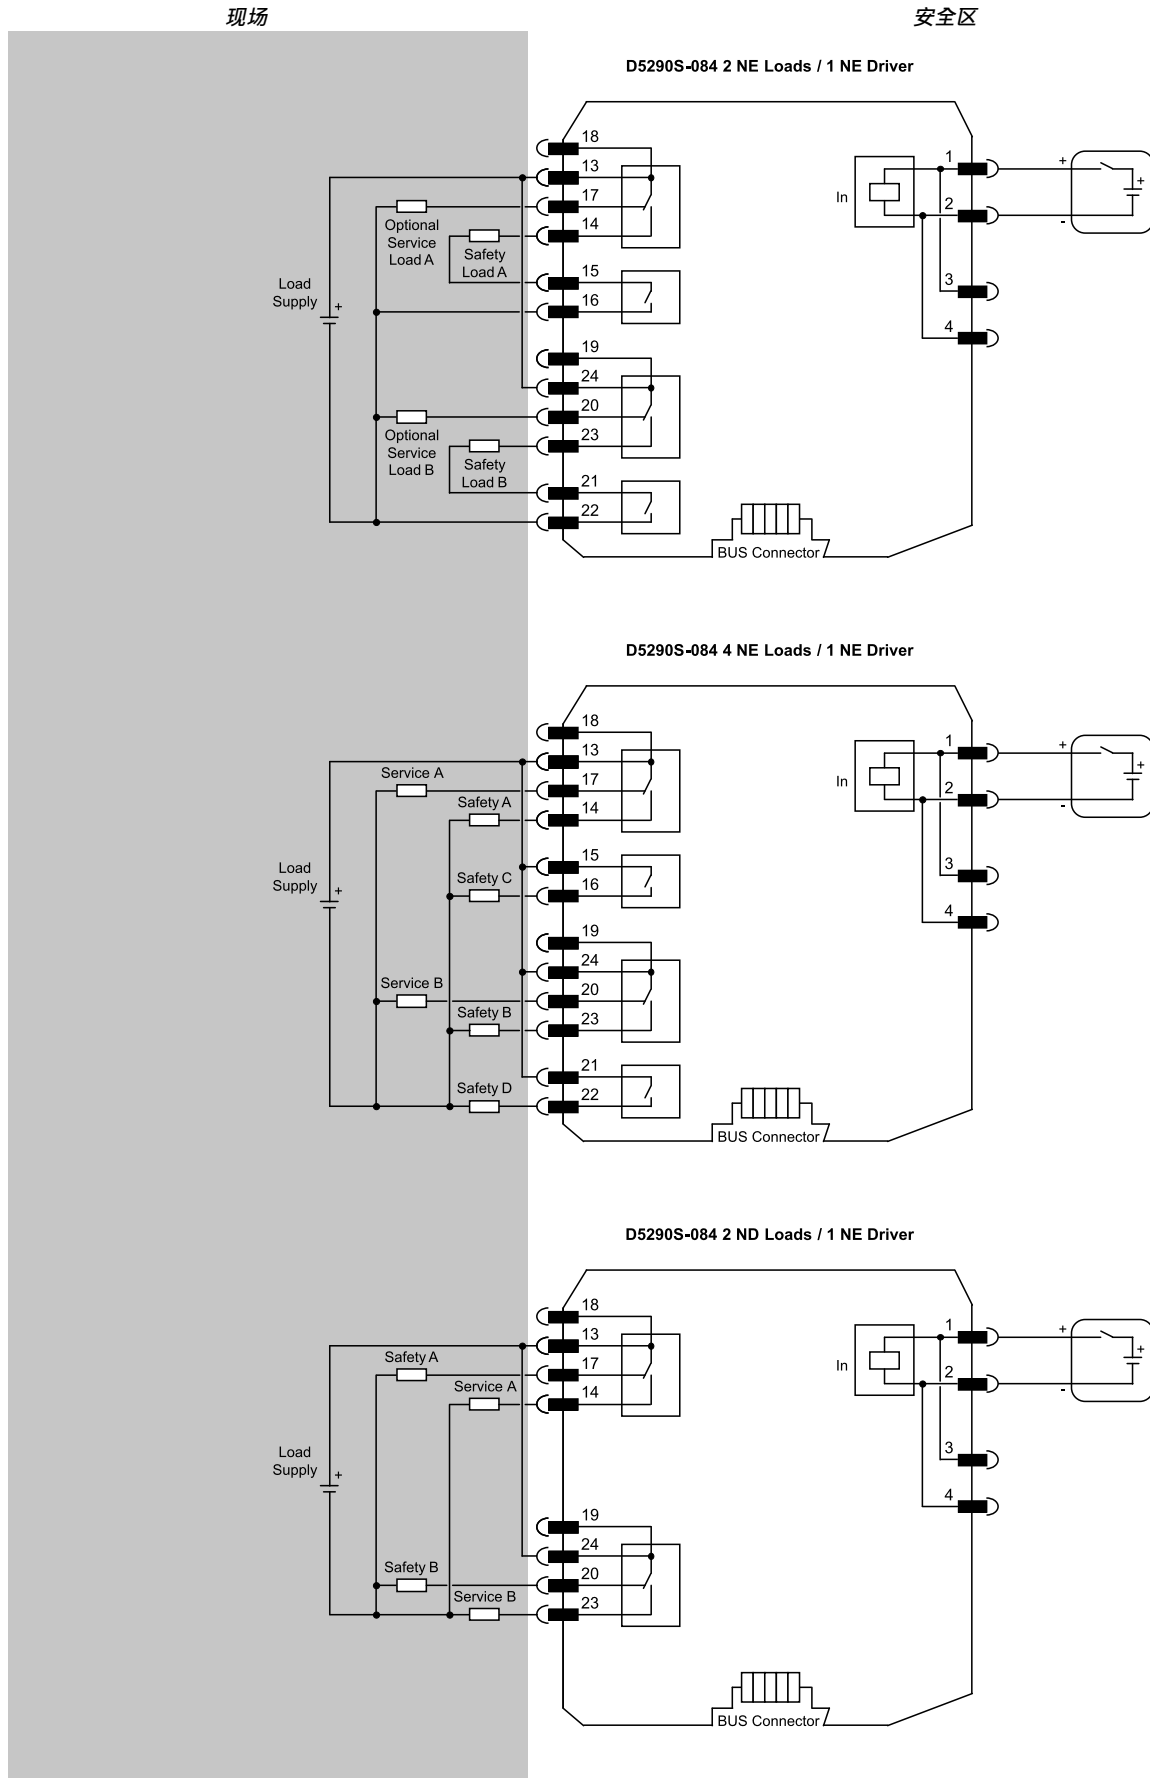 现场
安全区
D5290S-084 2 NE Loads / 1 NE Driver
18
13
17
14
15
16
19
24
20
23
21
22
Optional
Service
Load A
Safety
Load A
Load
Supply
+
Optional
Service
Load B
Safety
Load B
In
1
2
3
4
+
-
+
BUS Connector
D5290S-084 4 NE Loads / 1 NE Driver
18
13
17
14
15
16
19
24
20
23
21
22
Service A
Safety A
Load
Supply
+
Safety C
Service B
Safety B
Safety D
In
1
2
3
4
+
-
+
BUS Connector
D5290S-084 2 ND Loads / 1 NE Driver
18
13
17
14
19
24
20
23
Safety A
Service A
Load
Supply
+
Safety B
Service B
In
1
2
3
4
+
-
+
BUS Connector